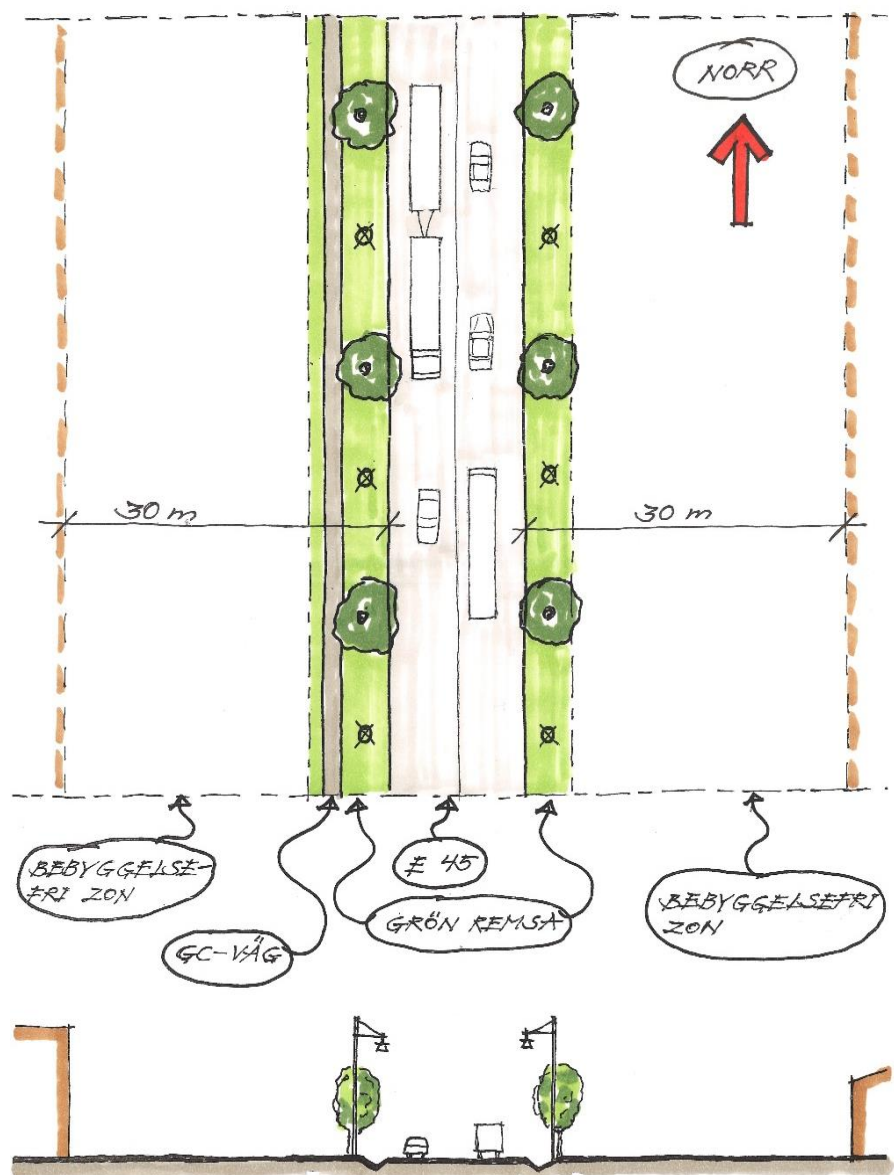 NORR
30 m
30 m
BEBYGGELSE-
FRI ZON
E 45
BEBYGGELSEFRI
ZON
GRÖN REMSA
GC-VÄG